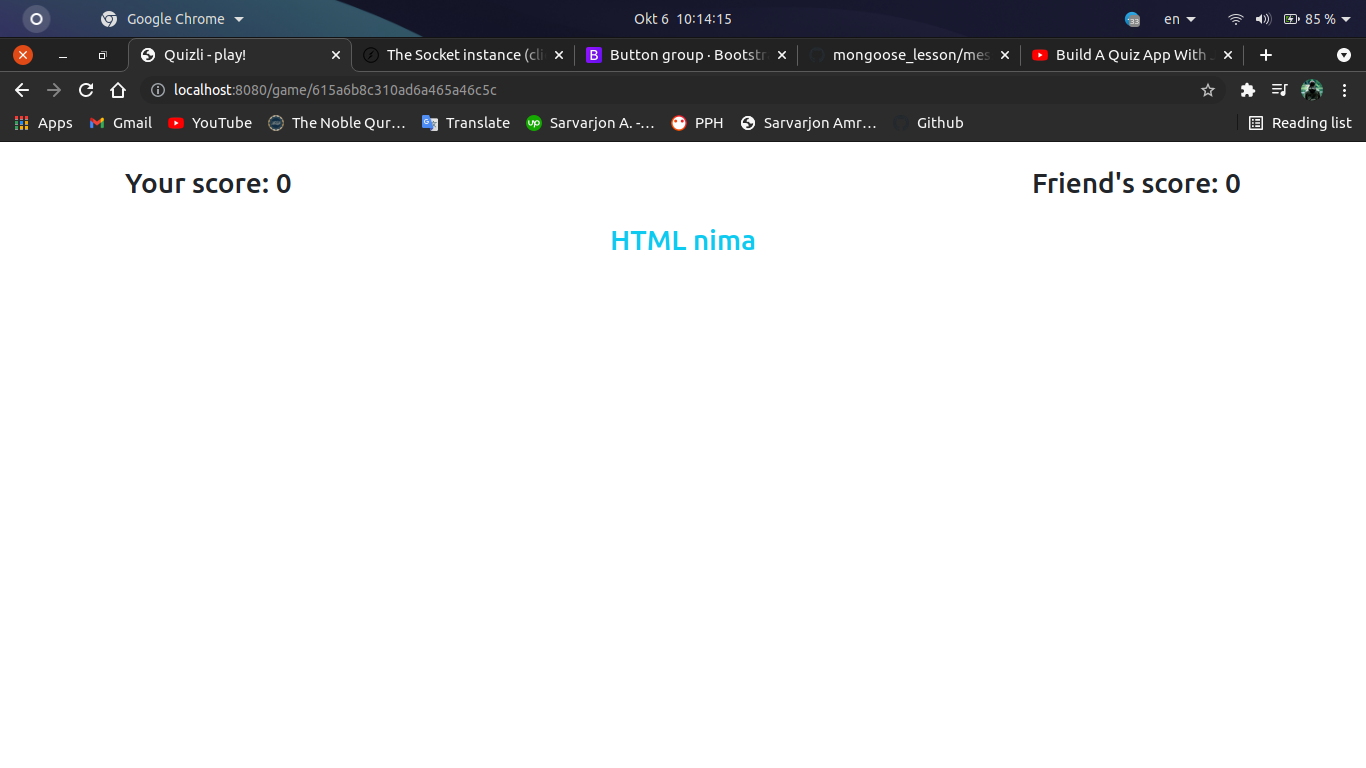 Google Chrome Okt 6 10:14:15 33 en 85 %
Quizli - play! The Socket instance (cli Button group · Bootstr mongoose_lesson/mes Build A Quiz App With
localhost:8080/game/615a6b8c310ad6a465a46c5c
Apps Gmail YouTube The Noble Qur… Translate up Sarvarjon A. -… PPH Sarvarjon Amr… Github Reading list
Your score: 0 Friend's score: 0
HTML nima